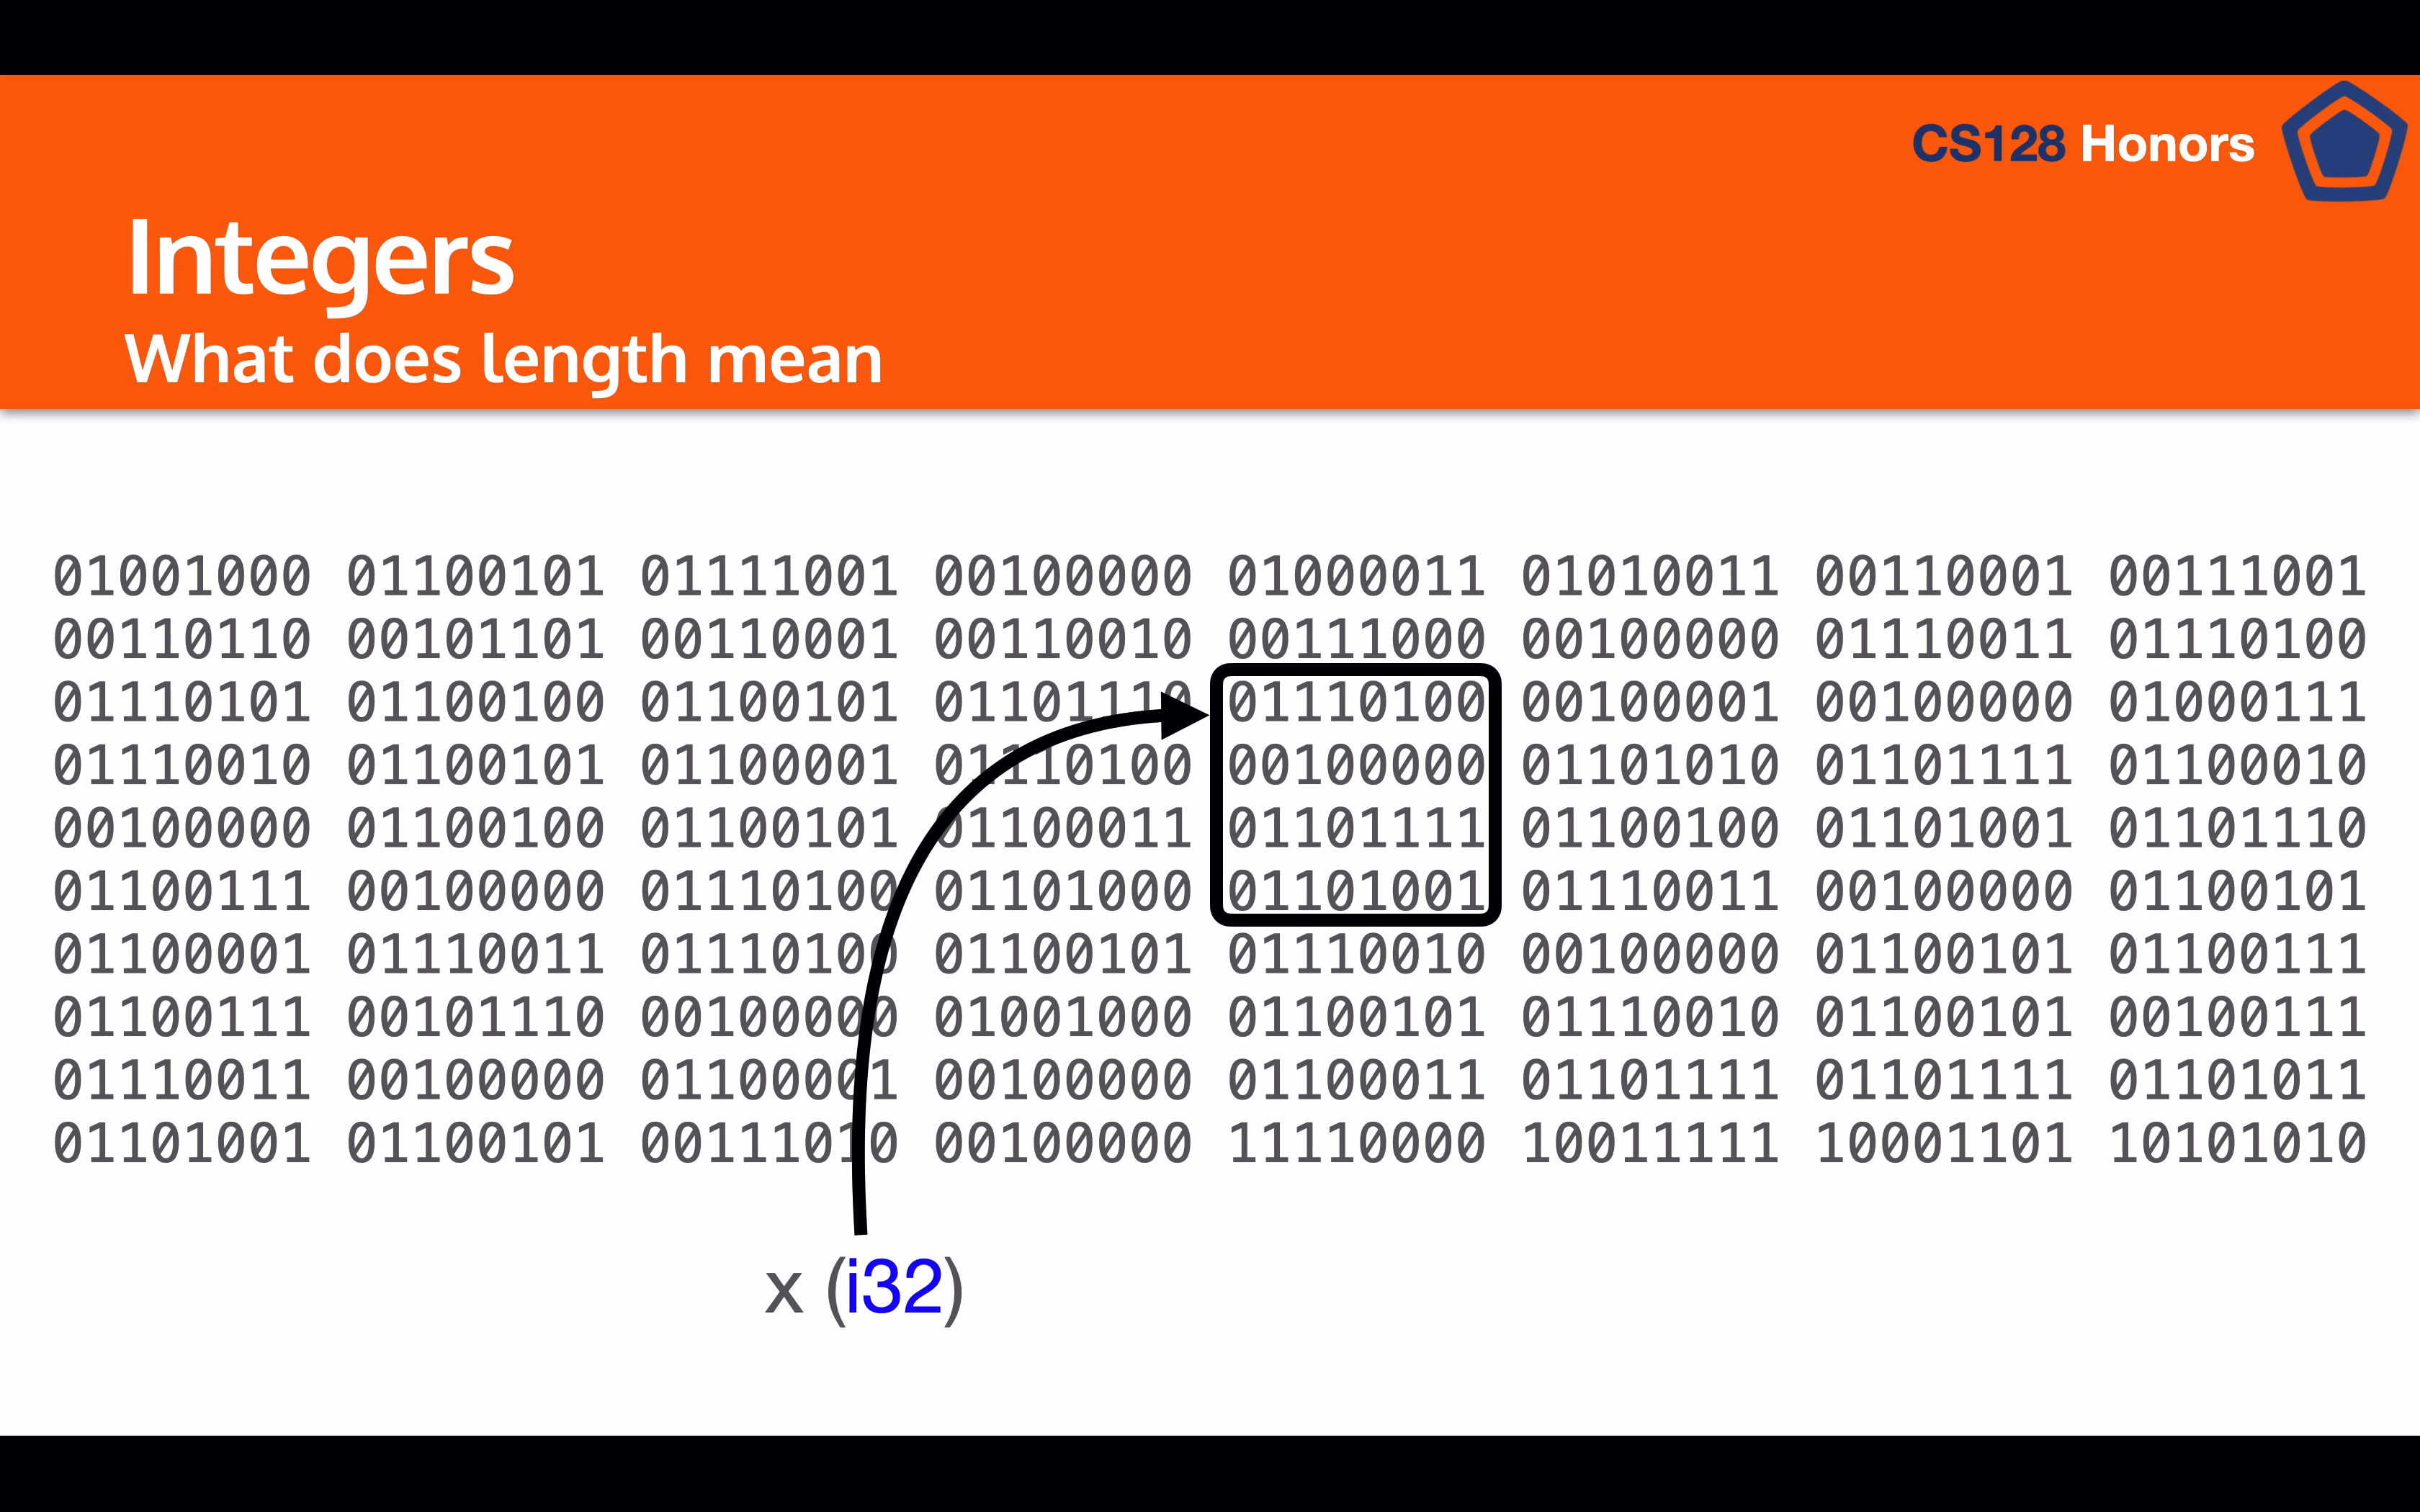 CS128 Honors
Integers
What does length mean
01001000 01100101 01111001 00100000 01000011 01010011 00110001 00111001
00110110 00101101 00110001 00110010 00111000 00100000 01110011 01110100
01110101 01100100 01100101 01101110 01110100 00100001 00100000 01000111
01110010 01100101 01100001 01110100 00100000 01101010 01101111 01100010
00100000 01100100 01100101 01100011 01101111 01100100 01101001 01101110
01100111 00100000 01110100 01101000 01101001 01110011 00100000 01100101
01100001 01110011 01110100 01100101 01110010 00100000 01100101 01100111
01100111 00101110 00100000 01001000 01100101 01110010 01100101 00100111
01110011 00100000 01100001 00100000 01100011 01101111 01101111 01101011
01101001 01100101 00111010 00100000 11110000 10011111 10001101 10101010
x (i32)